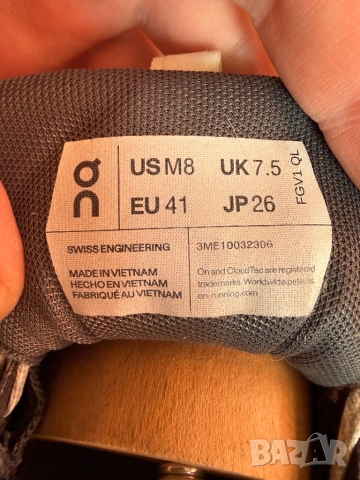 on
US M8 UK 7.5
EU 41 JP 26
FGV1 QL
SWISS ENGINEERING
3ME10032306
MADE IN VIETNAM
HECHO EN VIETNAM
FABRIQUÉ AU VIETNAM
On and CloudTec are registered
trademarks. Worldwide patents
on-running.com
BAZAR